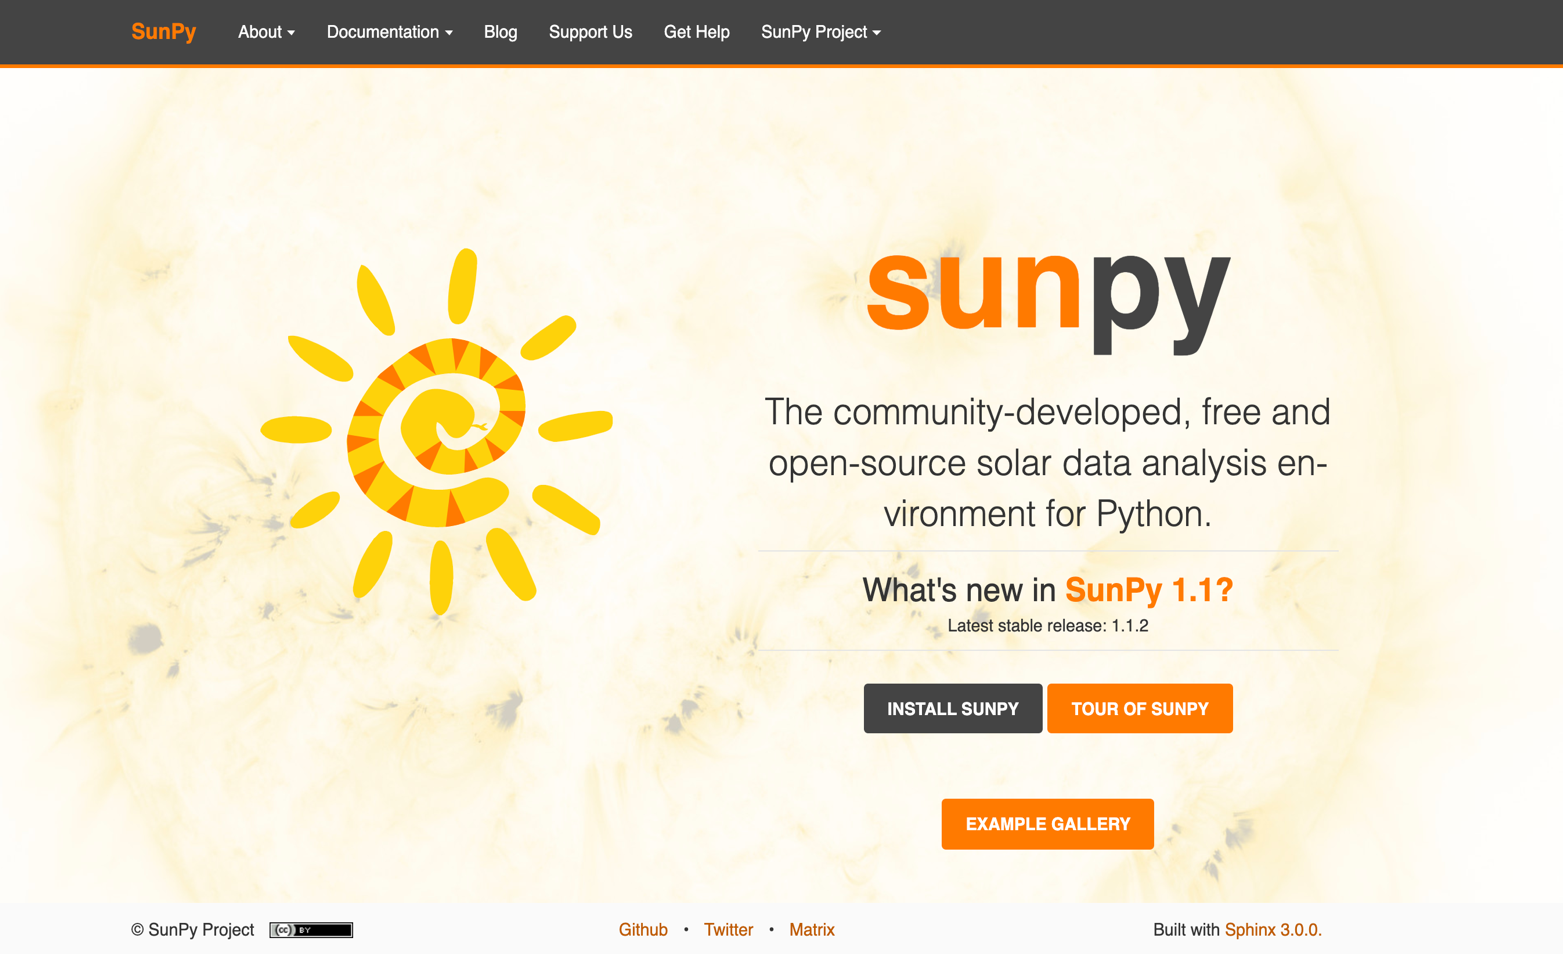 SunPy About Documentation Blog Support Us Get Help SunPy Project
sunpy
The community-developed, free and
open-source solar data analysis en-
vironment for Python.
What's new in SunPy 1.1?
Latest stable release: 1.1.2
INSTALL SUNPY TOUR OF SUNPY
EXAMPLE GALLERY
© SunPy Project (cc) BY Github • Twitter • Matrix Built with Sphinx 3.0.0.